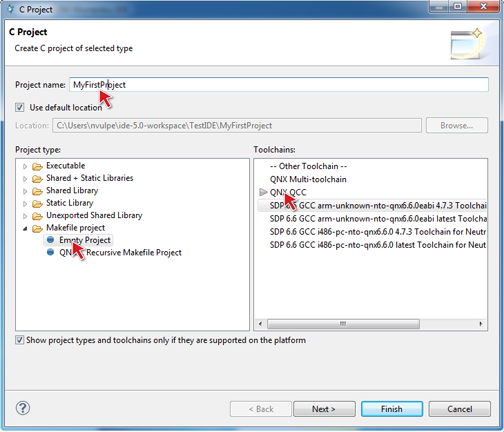 C Project
C Project
Create C project of selected type
Project name: MyFirstProject
Use default location
Location: C:\Users\nvulpe\ide-5.0-workspace\TestIDE\MyFirstProject Browse...
Project type:
Executable
Shared + Static Libraries
Shared Library
Static Library
Unexported Shared Library
Makefile project
Empty Project
QNX Recursive Makefile Project
Toolchains:
-- Other Toolchain --
QNX Multi-toolchain
QNX QCC
SDP 6.6 GCC arm-unknown-nto-qnx6.6.0eabi 4.7.3 Toolchain
SDP 6.6 GCC arm-unknown-nto-qnx6.6.0eabi latest Toolchain
SDP 6.6 GCC i486-pc-nto-qnx6.6.0 4.7.3 Toolchain for Neutr
SDP 6.6 GCC i486-pc-nto-qnx6.6.0 latest Toolchain for Neut
Show project types and toolchains only if they are supported on the platform
? < Back Next > Finish Cancel